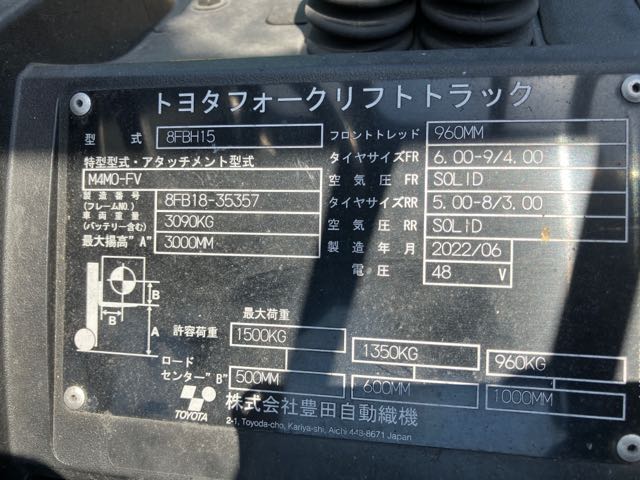 トヨタフォークリフトトラック
型式 8FBH15 フロントトレッド 960MM
特型型式・アタッチメント型式 タイヤサイズFR 6.00-9/4.00
M4M0-FV 空気圧FR SOLID
製造番号(フレームNO.) 8FB18-35357 タイヤサイズRR 5.00-8/3.00
車両重量(バッテリー含む) 3090KG 空気圧RR SOLID
最大揚高"A" 3000MM 製造年月 2022/06
電圧 48 V
B
B A
最大荷重
許容荷重 1500KG 1350KG 960KG
ロードセンター"B" 500MM 600MM 1000MM
TOYOTA 株式会社豊田自動織機
2-1, Toyoda-cho, Kariya-shi, Aichi 448-8671 Japan